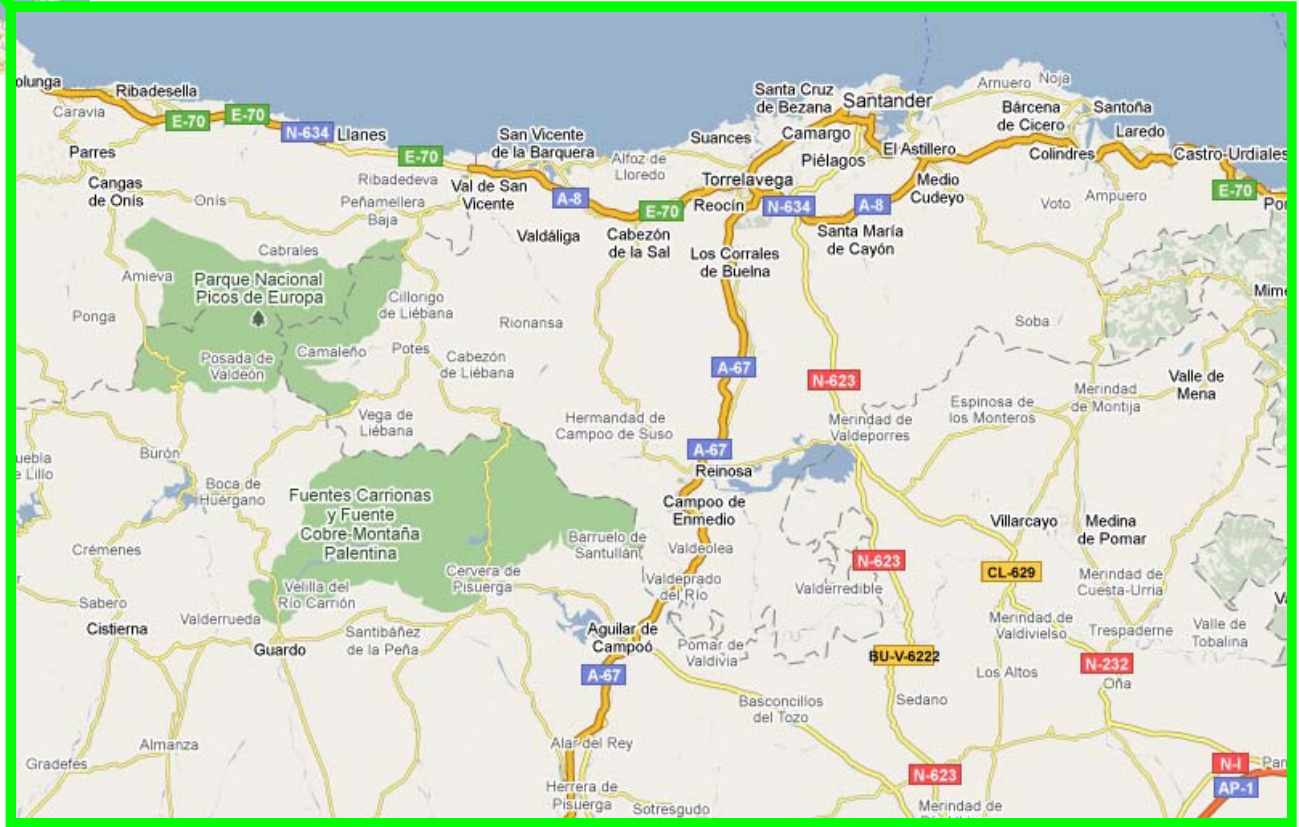 olunga
Ribadesella
Caravia
E-70
E-70
N-634
Llanes
Parres
E-70
San Vicente
de la Barquera
Suances
Santa Cruz
de Bezana
Santander
Camargo
Piélagos
El Astillero
Arnuero
Noja
Bárcena
de Cicero
Santoña
Laredo
Colindres
Castro-Urdiales
E-70
Cangas
de Onís
Onís
Ribadedeva
Peñamellera
Baja
Val de San
Vicente
A-8
Alfoz de
Lloredo
Torrelavega
E-70
Reocín
N-634
A-8
Medio
Cudeyo
Voto
Ampuero
Valdáliga
Cabezón
de la Sal
Los Corrales
de Buelna
Santa María
de Cayón
Cabrales
Amieva
Parque Nacional
Picos de Europa
Cillorigo
de Liébana
Ponga
Rionansa
Soba
Posada de
Valdeón
Camaleño
Potes
Cabezón
de Liébana
A-67
N-623
Valle de
Mena
Merindad
de Montija
Espinosa de
los Monteros
Vega de
Liébana
Hermandad de
Campoo de Suso
Merindad de
Valdeporres
A-67
Reinosa
uebla
e Lillo
Burón
Boca de
Huérgano
Fuentes Carrionas
y Fuente
Cobre-Montaña
Palentina
Campoo de
Enmedio
Villarcayo
Medina
de Pomar
Crémenes
Barruelo de
Santullán
Valdeolea
N-623
CL-629
Cervera de
Pisuerga
Valdeprado
del Río
Valderredible
Merindad de
Cuesta-Urria
Velilla del
Río Carrión
Sabero
Cistierna
Valderrueda
Guardo
Santibáñez
de la Peña
Aguilar de
Campoó
Pomar de
Valdivia
BU-V-6222
Merindad de
Valdivielso
Trespaderne
Valle de
Tobalina
A-67
N-232
Los Altos
Oña
Basconcillos
del Tozo
Sedano
Almanza
Gradefes
Alar del Rey
N-623
N-I
AP-1
Herrera de
Pisuerga
Sotresgudo
Merindad de